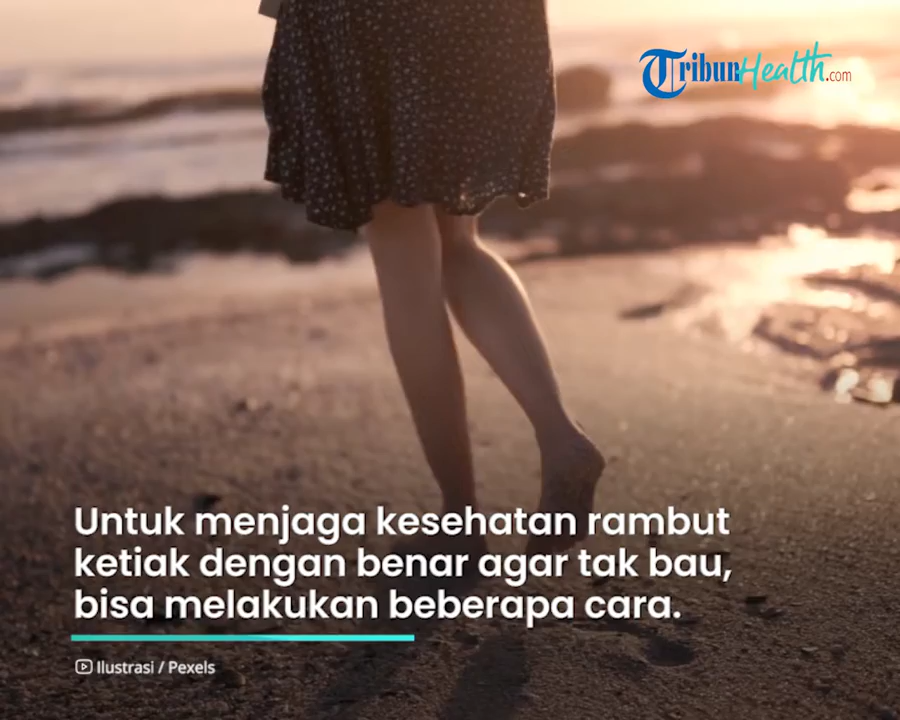 TribunHealth.com
Untuk menjaga kesehatan rambut
ketiak dengan benar agar tak bau,
bisa melakukan beberapa cara.
Ilustrasi / Pexels